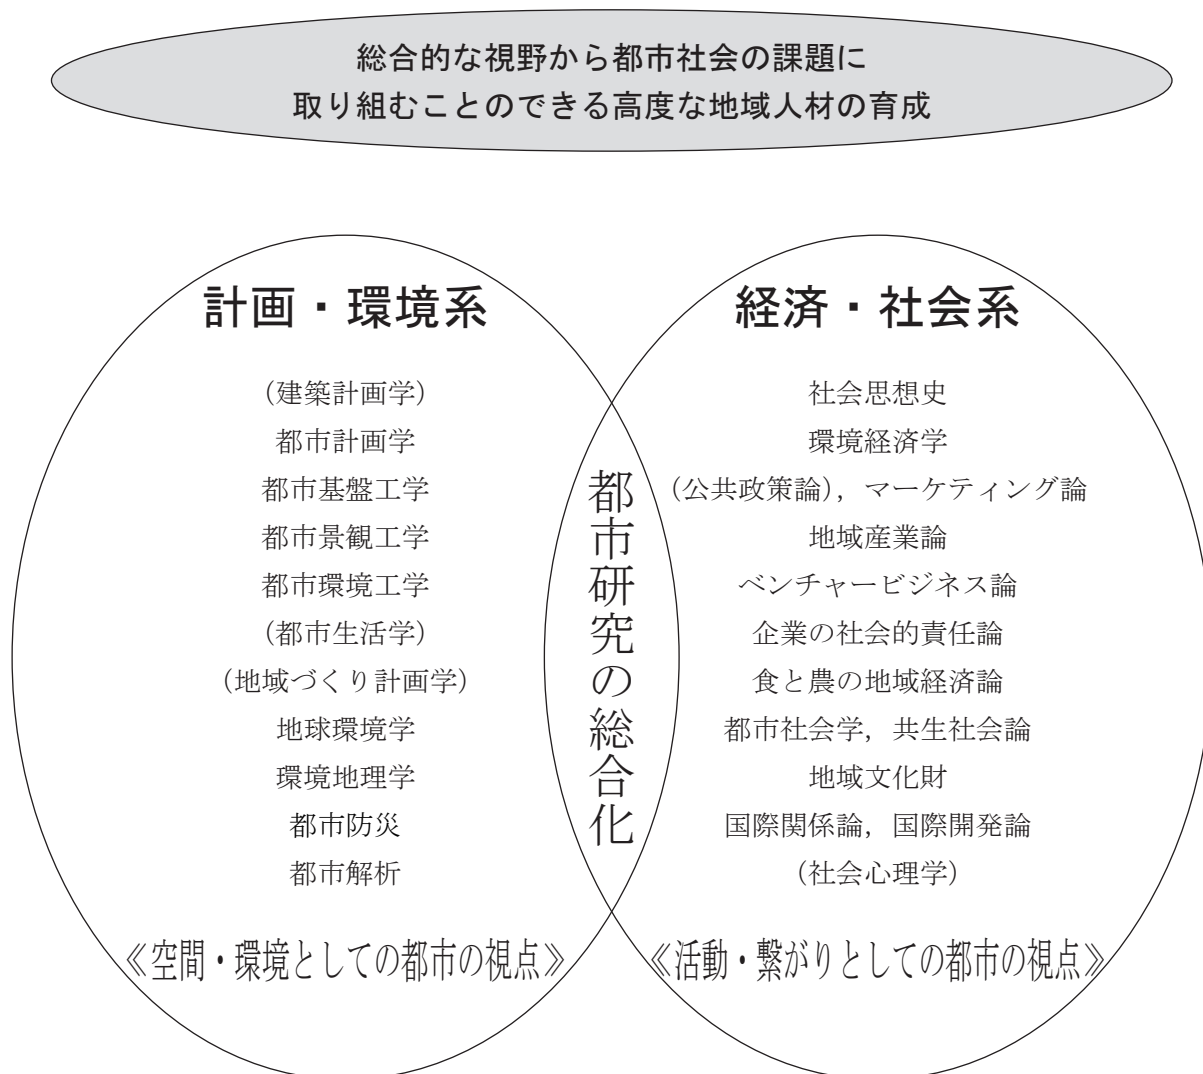 総合的な視野から都市社会の課題に
取り組むことのできる高度な地域人材の育成
計画・環境系
(建築計画学)
都市計画学
都市基盤工学
都市景観工学
都市環境工学
(都市生活学)
(地域づくり計画学)
地球環境学
環境地理学
都市防災
都市解析
《空間・環境としての都市の視点》
都市研究の総合化
経済・社会系
社会思想史
環境経済学
(公共政策論),マーケティング論
地域産業論
ベンチャービジネス論
企業の社会的責任論
食と農の地域経済論
都市社会学,共生社会論
地域文化財
国際関係論,国際開発論
(社会心理学)
《活動・繋がりとしての都市の視点》